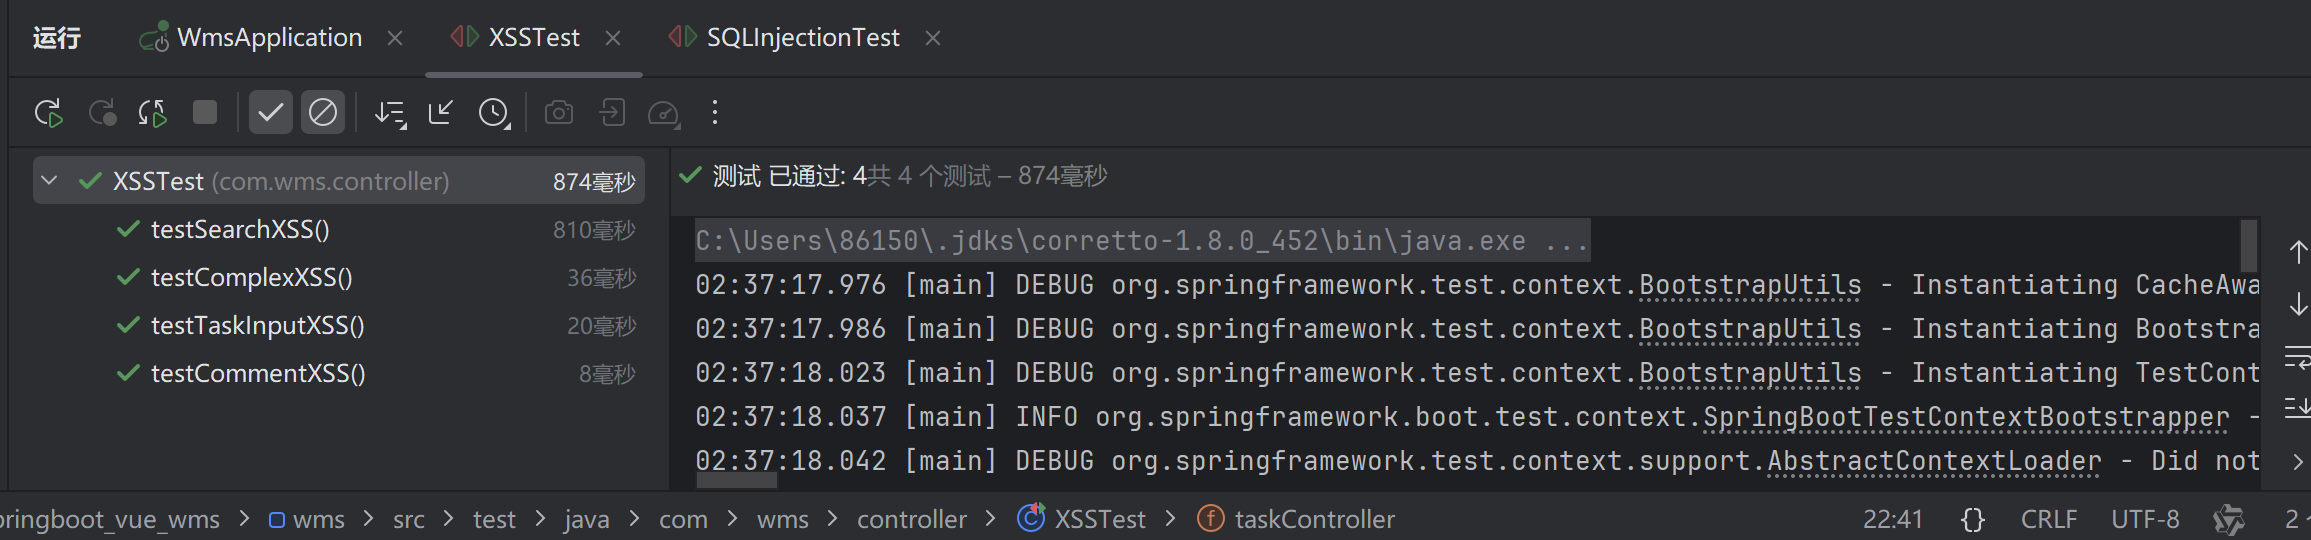 运行 WmsApplication XSSTest SQLInjectionTest
XSSTest (com.wms.controller) 874毫秒
testSearchXSS() 810毫秒
testComplexXSS() 36毫秒
testTaskInputXSS() 20毫秒
testCommentXSS() 8毫秒
测试 已通过: 4共 4 个测试 – 874毫秒
C:\Users\86150\.jdks\corretto-1.8.0_452\bin\java.exe ...
02:37:17.976 [main] DEBUG org.springframework.test.context.BootstrapUtils - Instantiating CacheAwa
02:37:17.986 [main] DEBUG org.springframework.test.context.BootstrapUtils - Instantiating Bootstra
02:37:18.023 [main] DEBUG org.springframework.test.context.BootstrapUtils - Instantiating TestCont
02:37:18.037 [main] INFO org.springframework.boot.test.context.SpringBootTestContextBootstrapper -
02:37:18.042 [main] DEBUG org.springframework.test.context.support.AbstractContextLoader - Did not
pringboot_vue_wms > wms > src > test > java > com > wms > controller > XSSTest > taskController 22:41 {} CRLF UTF-8 2